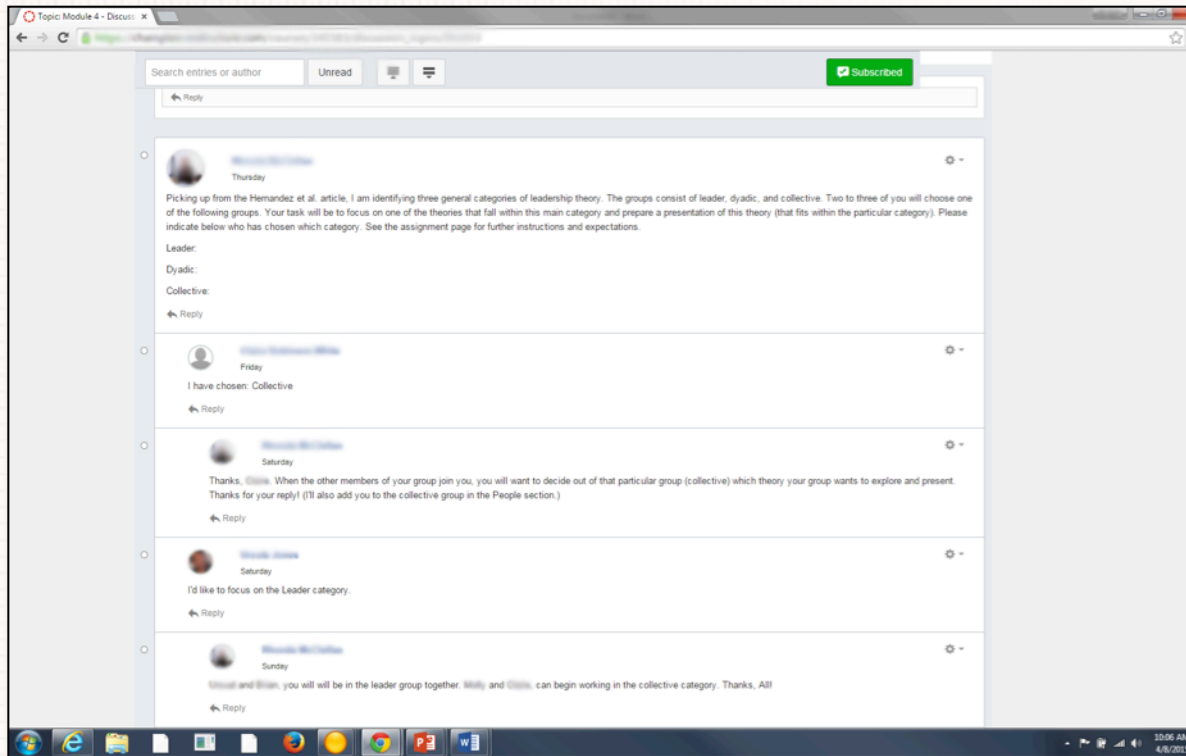 Topic: Module 4 - Discuss
Search entries or author
Unread
Subscribed
Reply
Thursday
Picking up from the Hernandez et al. article, I am identifying three general categories of leadership theory. The groups consist of leader, dyadic, and collective. Two to three of you will choose one
of the following groups. Your task will be to focus on one of the theories that fall within this main category and prepare a presentation of this theory (that fits within the particular category). Please
indicate below who has chosen which category. See the assignment page for further instructions and expectations.
Leader:
Dyadic:
Collective:
Reply
Friday
I have chosen: Collective
Reply
Saturday
Thanks, When the other members of your group join you, you will want to decide out of that particular group (collective) which theory your group wants to explore and present.
Thanks for your reply! (I'll also add you to the collective group in the People section.)
Reply
Saturday
I'd like to focus on the Leader category.
Reply
Sunday
and you will will be in the leader group together. and can begin working in the collective category. Thanks, All!
Reply
10:06 AM